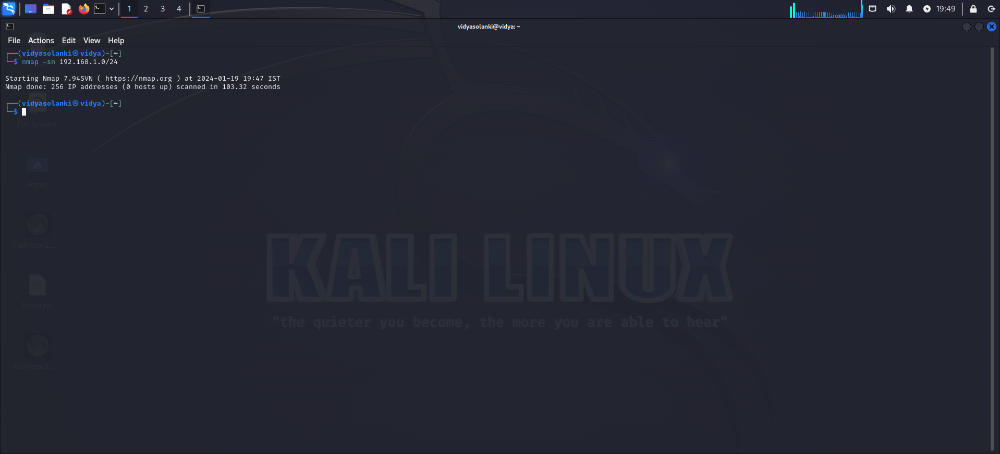 1 2 3 4 19:49
vidyasolanki@vidya: ~
File Actions Edit View Help
┌──(vidyasolanki㉿vidya)-[~]
└─$ nmap -sn 192.168.1.0/24
Starting Nmap 7.94SVN ( https://nmap.org ) at 2024-01-19 19:47 IST
Nmap done: 256 IP addresses (0 hosts up) scanned in 103.32 seconds
┌──(vidyasolanki㉿vidya)-[~]
└─$
File System
Home
FullMoon2...
Moon.txt
FullMoon2...
KALI LINUX
"the quieter you become, the more you are able to hear"